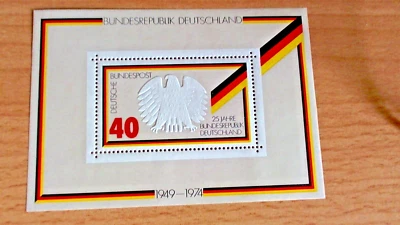 BUNDESREPUBLIK DEUTSCHLAND
DEUTSCHE
BUNDESPOST
40
25 JAHRE
BUNDESREPUBLIK
DEUTSCHLAND
1949–1974